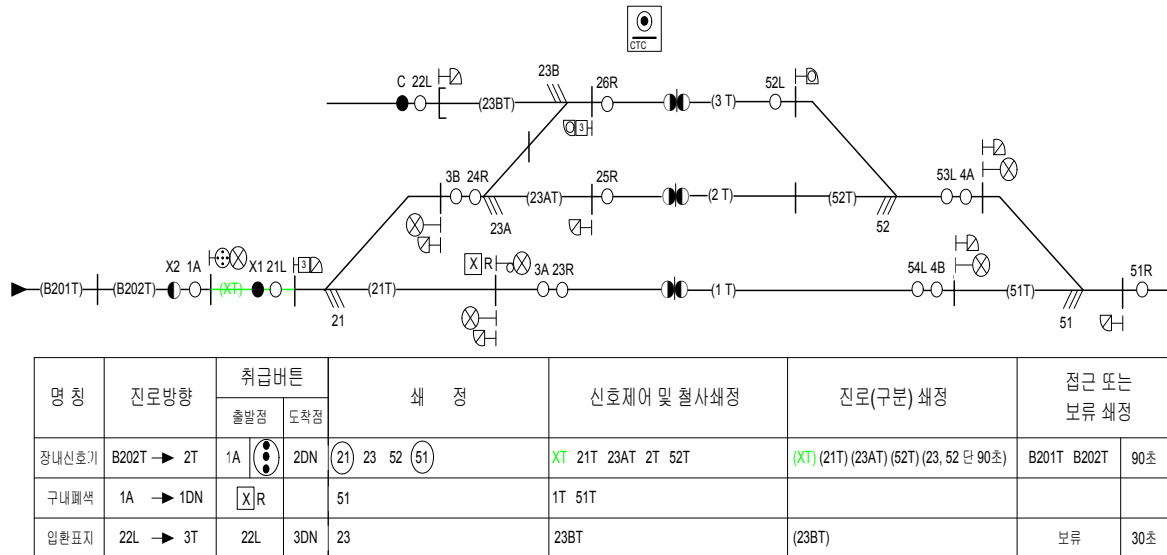 CTC
C 22L (23BT) 23B 26R (3 T) 52L
3
3B 24R (23AT) 25R (2 T) (52T) 53L 4A
23A 52
(B201T) (B202T) X2 1A (XT) X1 21L 3 (21T) X R 3A 23R (1 T) 54L 4B (51T) 51R
21 51
명 칭 진로방향 취급버튼 쇄 정 신호제어 및 철사쇄정 진로(구분) 쇄정 접근 또는
보류 쇄정
출발점 도착점
장내신호기 B202T → 2T 1A 2DN 21 23 52 51 XT 21T 23AT 2T 52T (XT) (21T) (23AT) (52T) (23, 52 단 90초) B201T B202T 90초
구내폐색 1A → 1DN X R 51 1T 51T
입환표지 22L → 3T 22L 3DN 23 23BT (23BT) 보류 30초